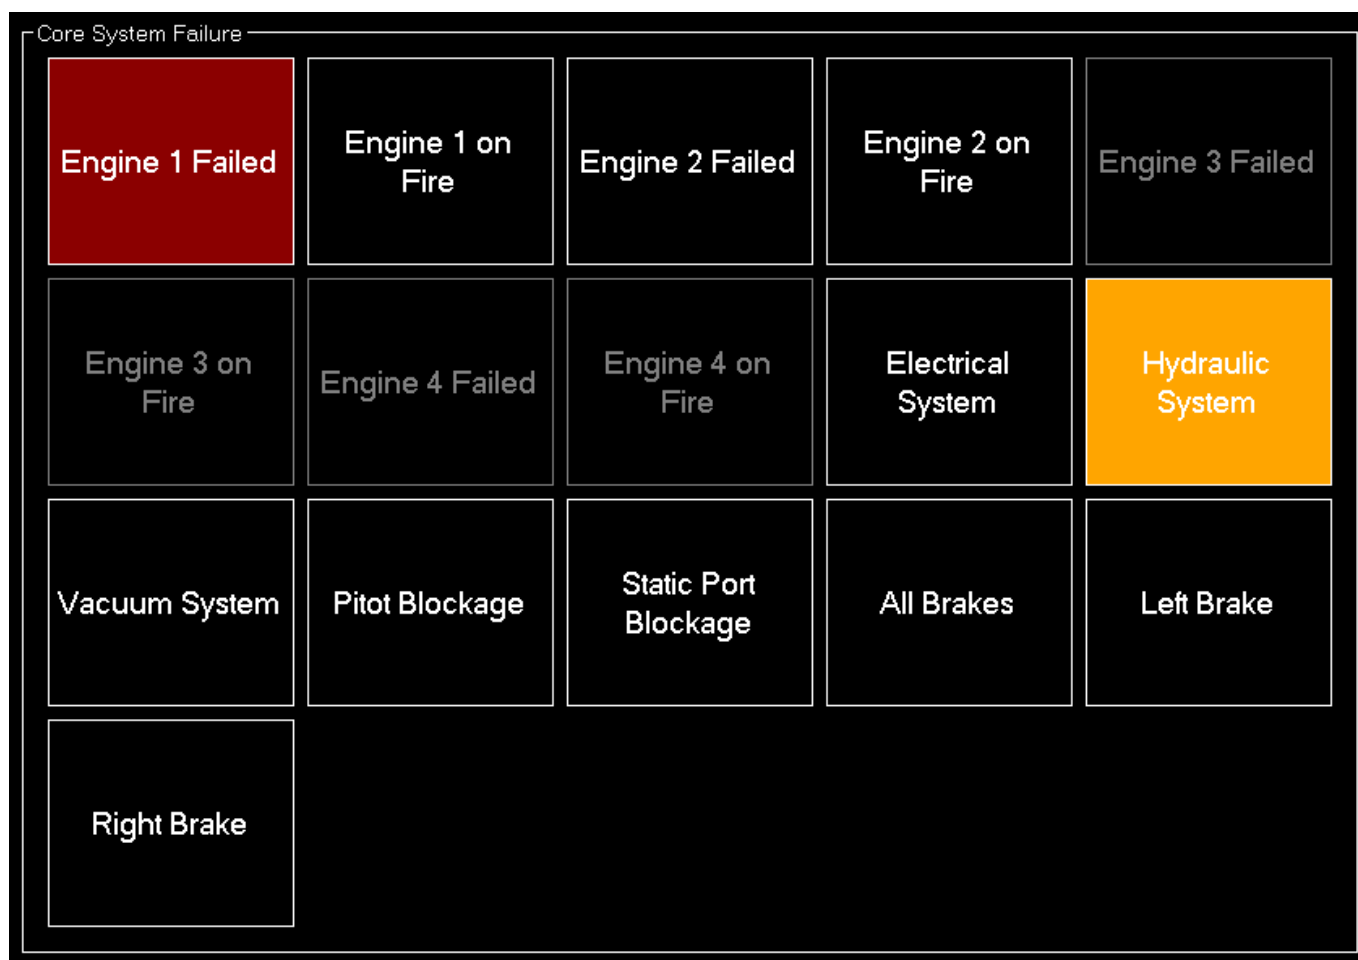 Core System Failure
Engine 1 Failed
Engine 1 on
Fire
Engine 2 Failed
Engine 2 on
Fire
Engine 3 Failed
Engine 3 on
Fire
Engine 4 Failed
Engine 4 on
Fire
Electrical
System
Hydraulic
System
Vacuum System
Pitot Blockage
Static Port
Blockage
All Brakes
Left Brake
Right Brake